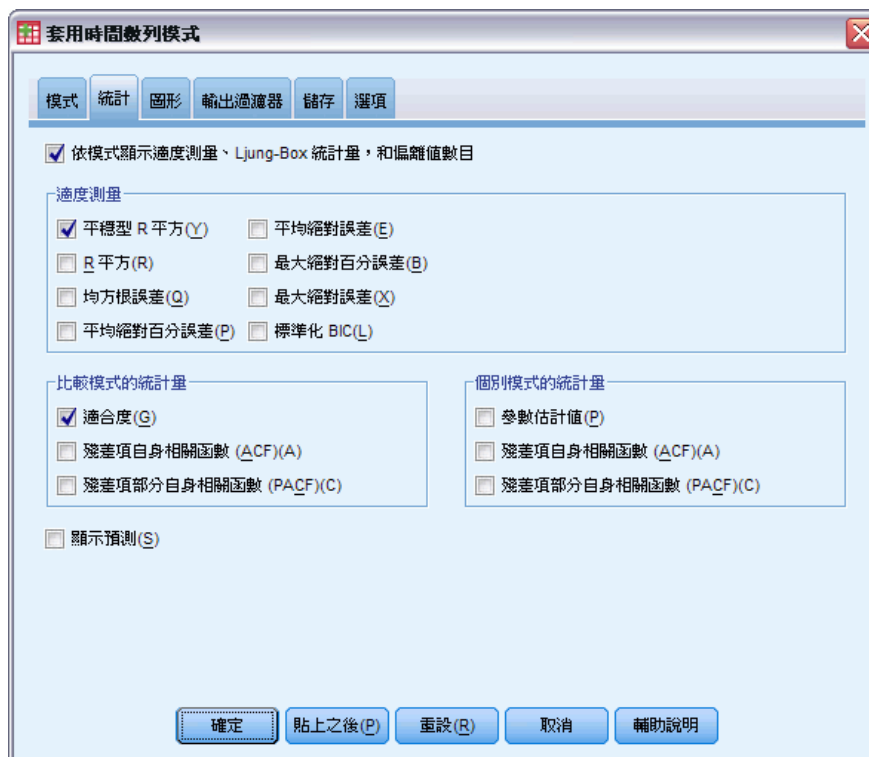 套用時間數列模式
模式 統計 圖形 輸出過濾器 儲存 選項
依模式顯示適度測量、Ljung-Box 統計量，和偏離值數目
適度測量
平穩型 R 平方(Y) 平均絕對誤差(E)
R 平方(R) 最大絕對百分誤差(B)
均方根誤差(Q) 最大絕對誤差(X)
平均絕對百分誤差(P) 標準化 BIC(L)
比較模式的統計量
適合度(G)
殘差項自身相關函數 (ACF)(A)
殘差項部分自身相關函數 (PACF)(C)
個別模式的統計量
參數估計值(P)
殘差項自身相關函數 (ACF)(A)
殘差項部分自身相關函數 (PACF)(C)
顯示預測(S)
確定 貼上之後(P) 重設(R) 取消 輔助說明